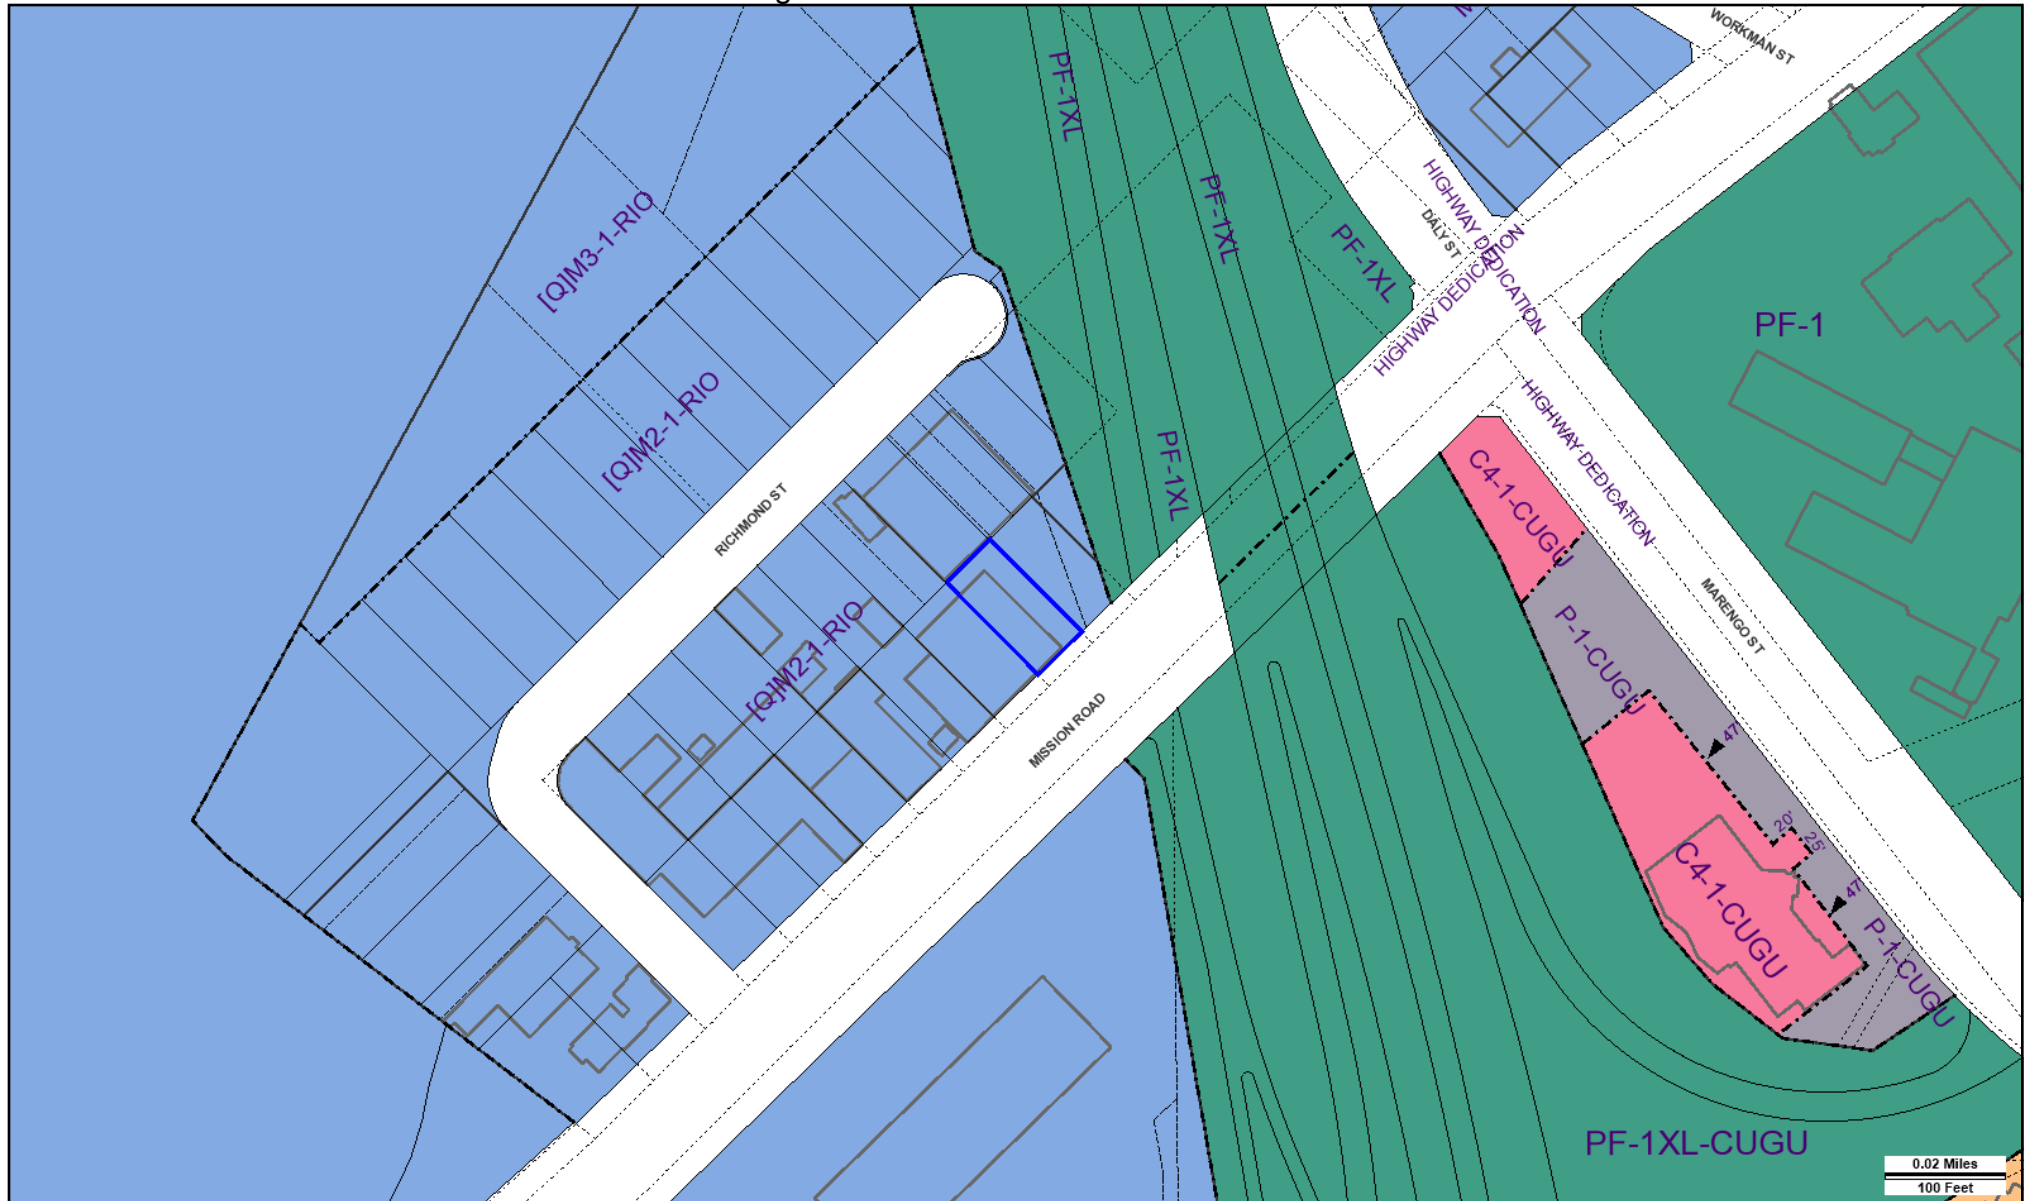 WORKMAN ST
PF-1XL
PF-1XL
PF-1XL
HIGHWAY DEDICATION
DALY ST
HIGHWAY DEDICATION
[Q]M3-1-RIO
PF-1
[Q]M2-1-RIO
PF-1XL
HIGHWAY DEDICATION
C4-1-CUGU
RICHMOND ST
[Q]M2-1-RIO
P-1-CUGU
MARENGO ST
MISSION ROAD
47'
20'
25'
C4-1-CUGU
47'
P-1-CUGU
PF-1XL-CUGU
0.02 Miles
100 Feet